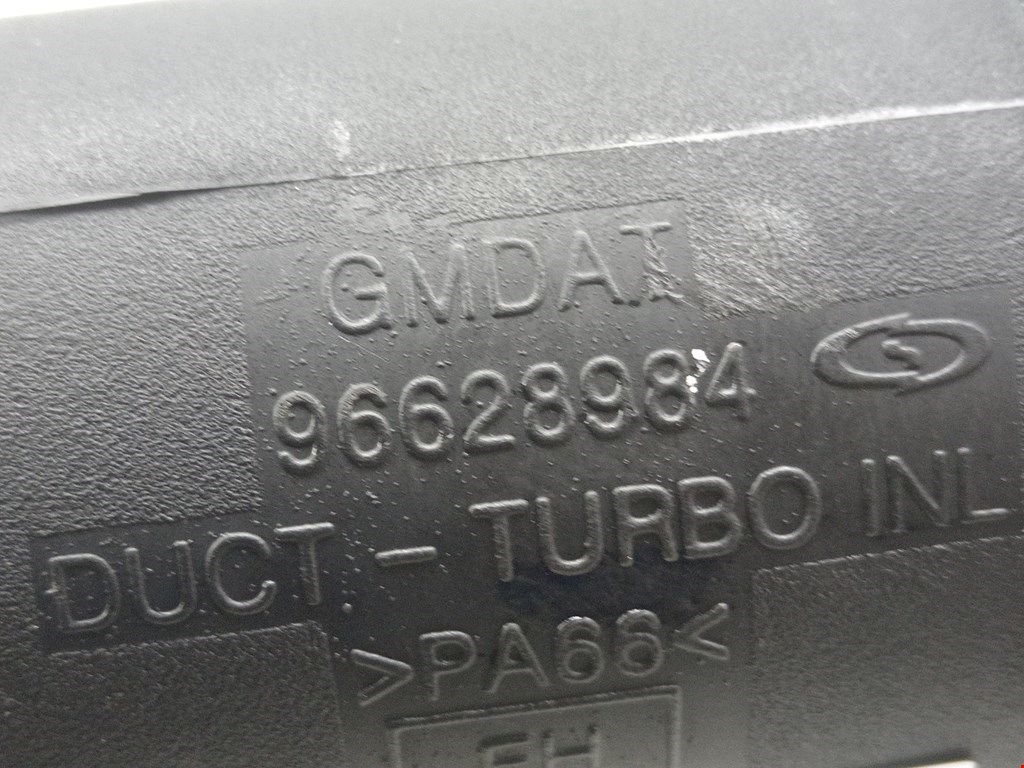 GMDAT
96628984
DUCT - TURBO INL
>PA66<